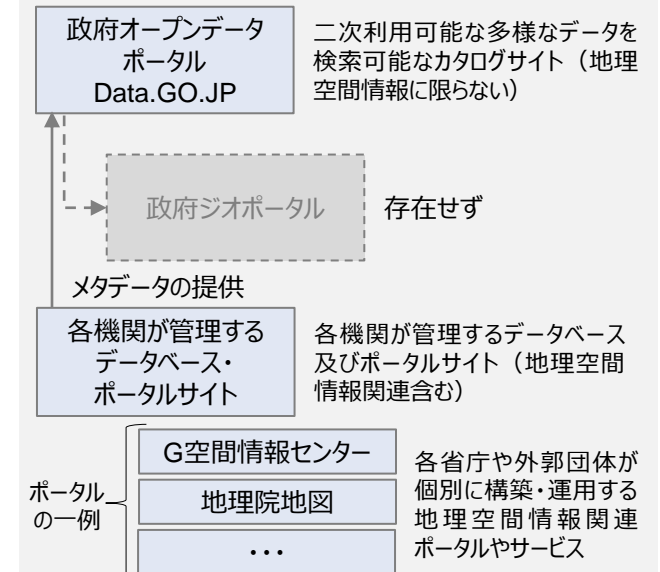 政府オープンデータ
ポータル
Data.GO.JP
二次利用可能な多様なデータを
検索可能なカタログサイト（地理
空間情報に限らない）
政府ジオポータル
存在せず
メタデータの提供
各機関が管理する
データベース・
ポータルサイト
各機関が管理するデータベース
及びポータルサイト（地理空間
情報関連含む）
ポータル
の一例
G空間情報センター
地理院地図
・・・
各省庁や外郭団体が
個別に構築・運用する
地理空間情報関連
ポータルやサービス